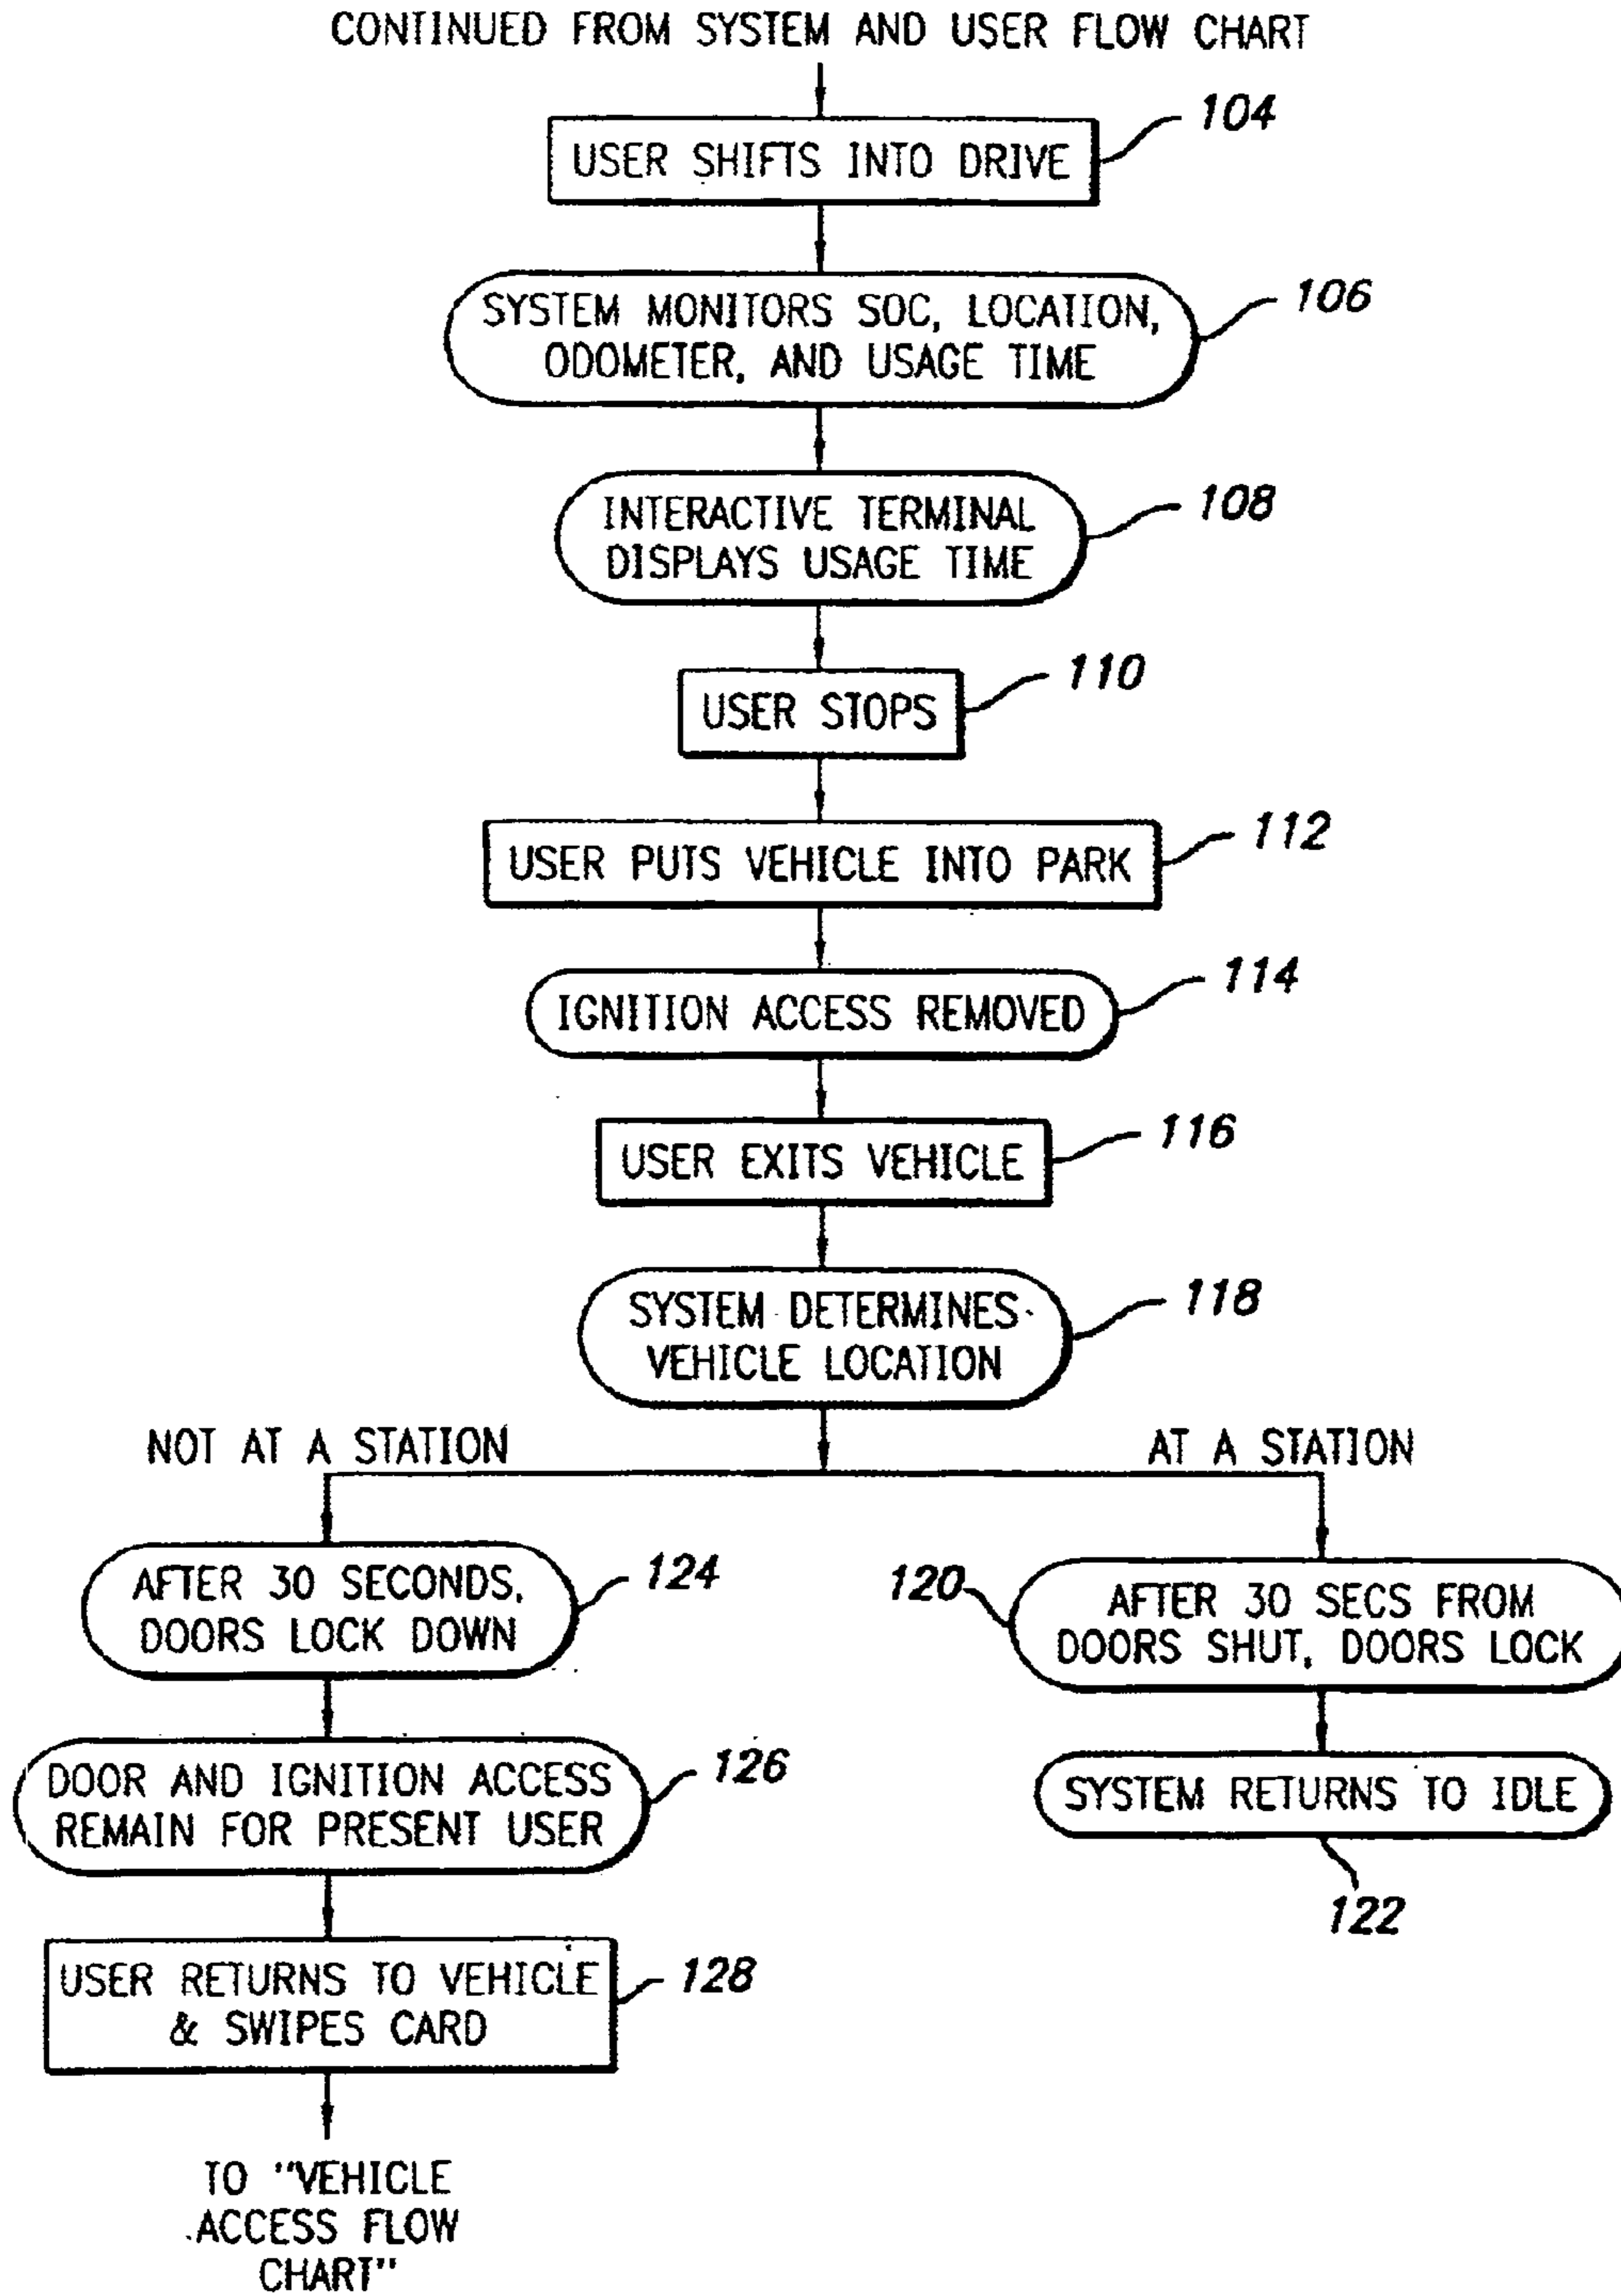 CONTINUED FROM SYSTEM AND USER FLOW CHART
USER SHIFTS INTO DRIVE
104
SYSTEM MONITORS SOC, LOCATION,
ODOMETER, AND USAGE TIME
106
INTERACTIVE TERMINAL
DISPLAYS USAGE TIME
108
USER STOPS
110
USER PUTS VEHICLE INTO PARK
112
IGNITION ACCESS REMOVED
114
USER EXITS VEHICLE
116
SYSTEM DETERMINES
VEHICLE LOCATION
118
NOT AT A STATION
AFTER 30 SECONDS,
DOORS LOCK DOWN
124
DOOR AND IGNITION ACCESS
REMAIN FOR PRESENT USER
126
USER RETURNS TO VEHICLE
& SWIPES CARD
128
TO "VEHICLE
ACCESS FLOW
CHART"
AT A STATION
120
AFTER 30 SECS FROM
DOORS SHUT, DOORS LOCK
SYSTEM RETURNS TO IDLE
122